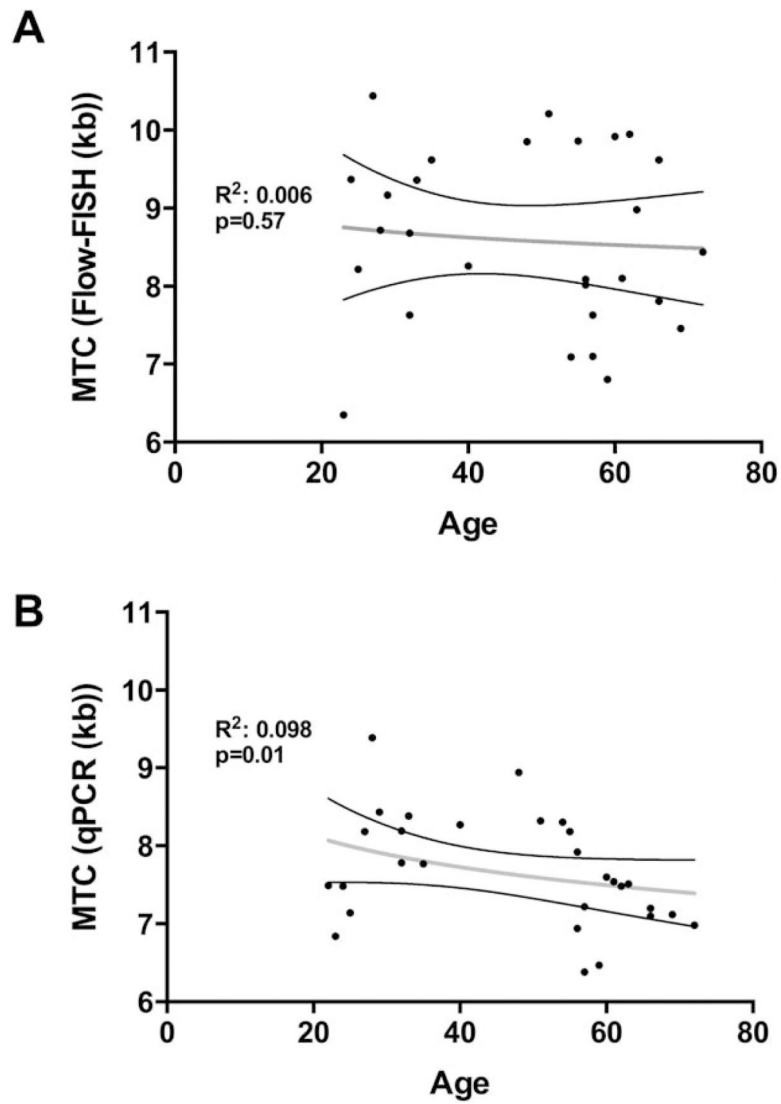 A
11
10
9
8
7
6
MTC (Flow-FISH (kb))
R²: 0.006
p=0.57
0
20
40
60
80
Age
B
11
10
9
8
7
6
MTC (qPCR (kb))
R²: 0.098
p=0.01
0
20
40
60
80
Age